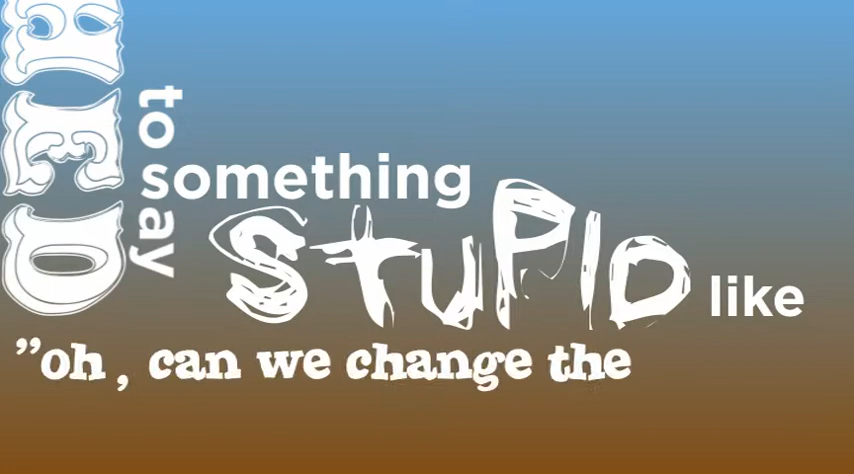 to say
something
StuPID like
”oh, can we change the